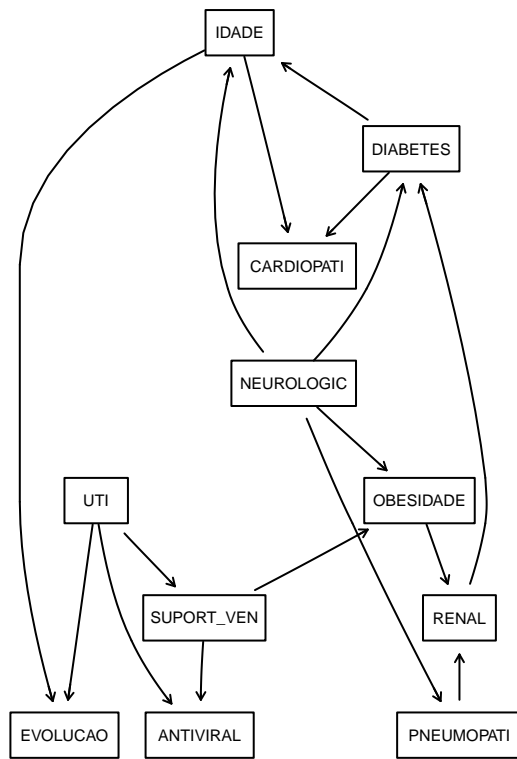 IDADE
DIABETES
CARDIOPATI
NEUROLOGIC
UTI
OBESIDADE
SUPORT_VEN
RENAL
EVOLUCAO
ANTIVIRAL
PNEUMOPATI